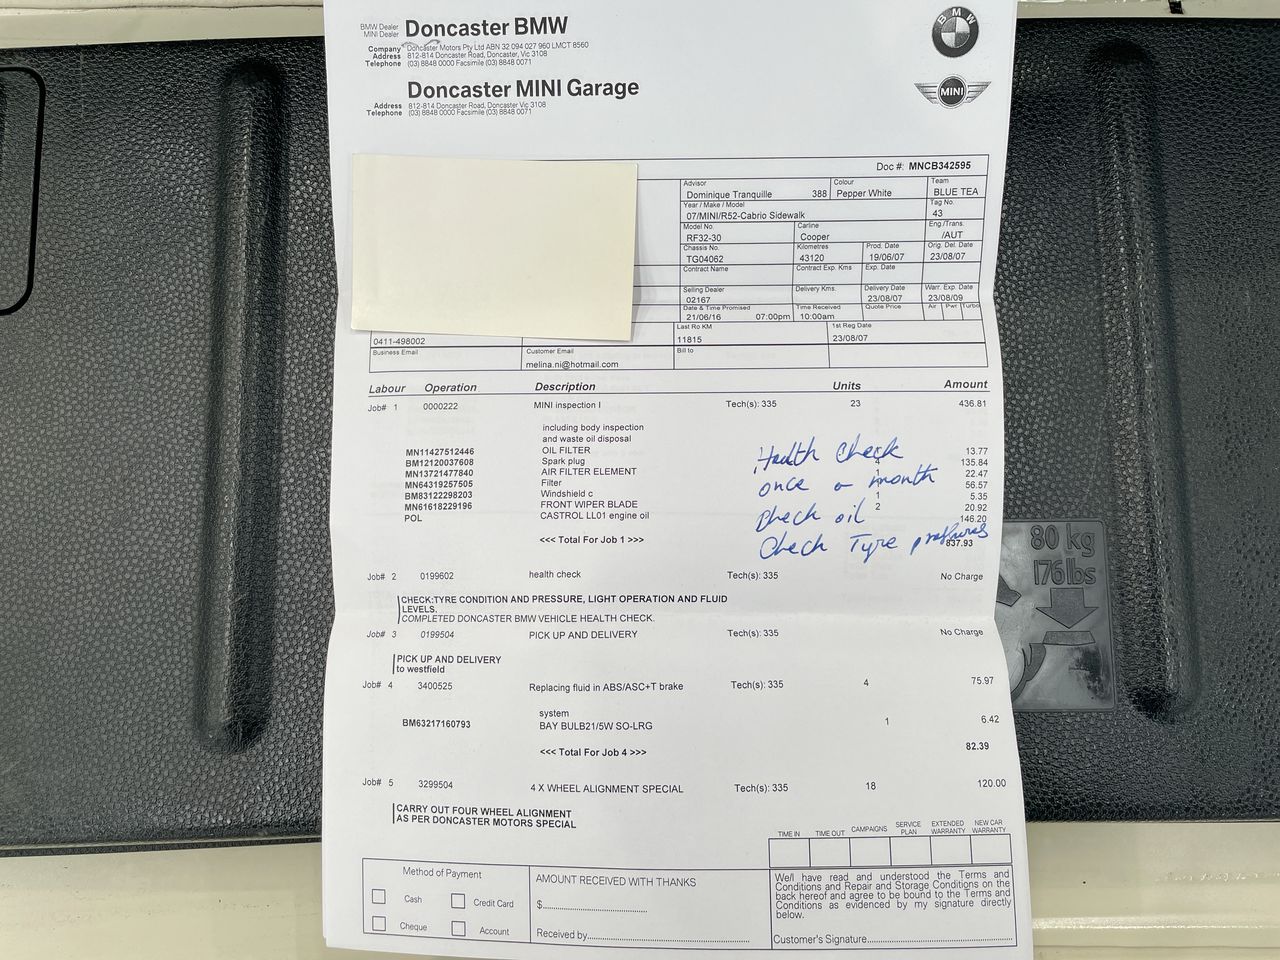 BMW Dealer
MINI Dealer
Doncaster BMW
Company Doncaster Motors Pty Ltd ABN 32 094 027 960 LMCT 8560
Address 812-814 Doncaster Road, Doncaster, Vic 3108
Telephone (03) 8848 0000 Facsimile (03) 8848 0071
BMW
Doncaster MINI Garage
Address 812-814 Doncaster Road, Doncaster Vic 3108
Telephone (03) 8848 0000 Facsimile (03) 8848 0071
MINI
Doc #: MNCB342595
Advisor Colour Team
Dominique Tranquille 388 Pepper White BLUE TEA
Year / Make / Model Tag No.
07/MINI/R52-Cabrio Sidewalk 43
Model No. Carline Eng /Trans.
RF32-30 Cooper /AUT
Chassis No. Kilometres Prod. Date Orig. Del. Date
TG04062 43120 19/06/07 23/08/07
Contract Name Contract Exp. Kms Exp. Date
Selling Dealer Delivery Kms. Delivery Date Warr. Exp. Date
02167 23/08/07 23/08/09
Date & Time Promised Time Received Quote Price Air Pwr Turbo
21/06/16 07:00pm 10:00am
Last Ro KM 1st Reg Date
0411-498002 11815 23/08/07
Business Email Customer Email Bill to
melina.ni@hotmail.com
Labour Operation Description Units Amount
Job# 1 0000222 MINI inspection I Tech(s): 335 23 436.81
including body inspection
and waste oil disposal
MN11427512446 OIL FILTER 13.77
BM12120037608 Spark plug 4 135.84
MN13721477840 AIR FILTER ELEMENT 1 22.47
MN64319257505 Filter 56.57
BM83122298203 Windshield c 1 5.35
MN61618229196 FRONT WIPER BLADE 2 20.92
POL CASTROL LL01 engine oil 146.20
<<< Total For Job 1 >>> 837.93
Health Check
once a month
Check oil
Check Tyre
Job# 2 0199602 health check Tech(s): 335 No Charge
CHECK:TYRE CONDITION AND PRESSURE, LIGHT OPERATION AND FLUID
LEVELS.
COMPLETED DONCASTER BMW VEHICLE HEALTH CHECK.
Job# 3 0199504 PICK UP AND DELIVERY Tech(s): 335 No Charge
PICK UP AND DELIVERY
to westfield
Job# 4 3400525 Replacing fluid in ABS/ASC+T brake Tech(s): 335 4 75.97
system
BM63217160793 BAY BULB21/5W SO-LRG 1 6.42
<<< Total For Job 4 >>> 82.39
Job# 5 3299504 4 X WHEEL ALIGNMENT SPECIAL Tech(s): 335 18 120.00
CARRY OUT FOUR WHEEL ALIGNMENT
AS PER DONCASTER MOTORS SPECIAL
TIME IN TIME OUT CAMPAIGNS SERVICE PLAN EXTENDED WARRANTY NEW CAR WARRANTY
Method of Payment
Cash Credit Card
Cheque Account
AMOUNT RECEIVED WITH THANKS
$
Received by
We/I have read and understood the Terms and
Conditions and Repair and Storage Conditions on the
back hereof and agree to be bound to the Terms and
Conditions as evidenced by my signature directly
below.
Customer's Signature
80 kg
176 lbs